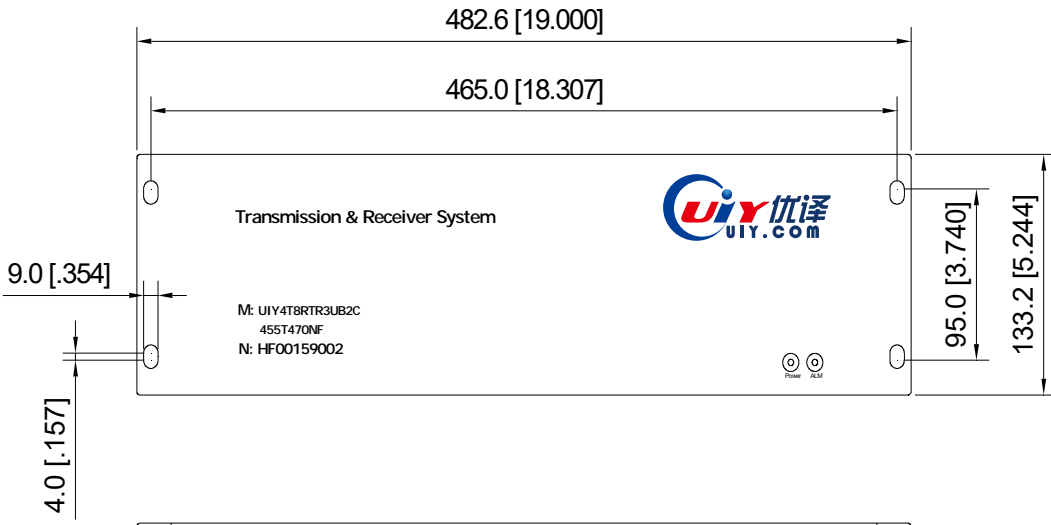 482.6 [19.000]
465.0 [18.307]
UiY优译
UIY.COM
Transmission & Receiver System
9.0 [.354]
95.0 [3.740]
133.2 [5.244]
M: UIY4T8RTR3UB2C
455T470NF
N: HF00159002
Power ALM
4.0 [.157]